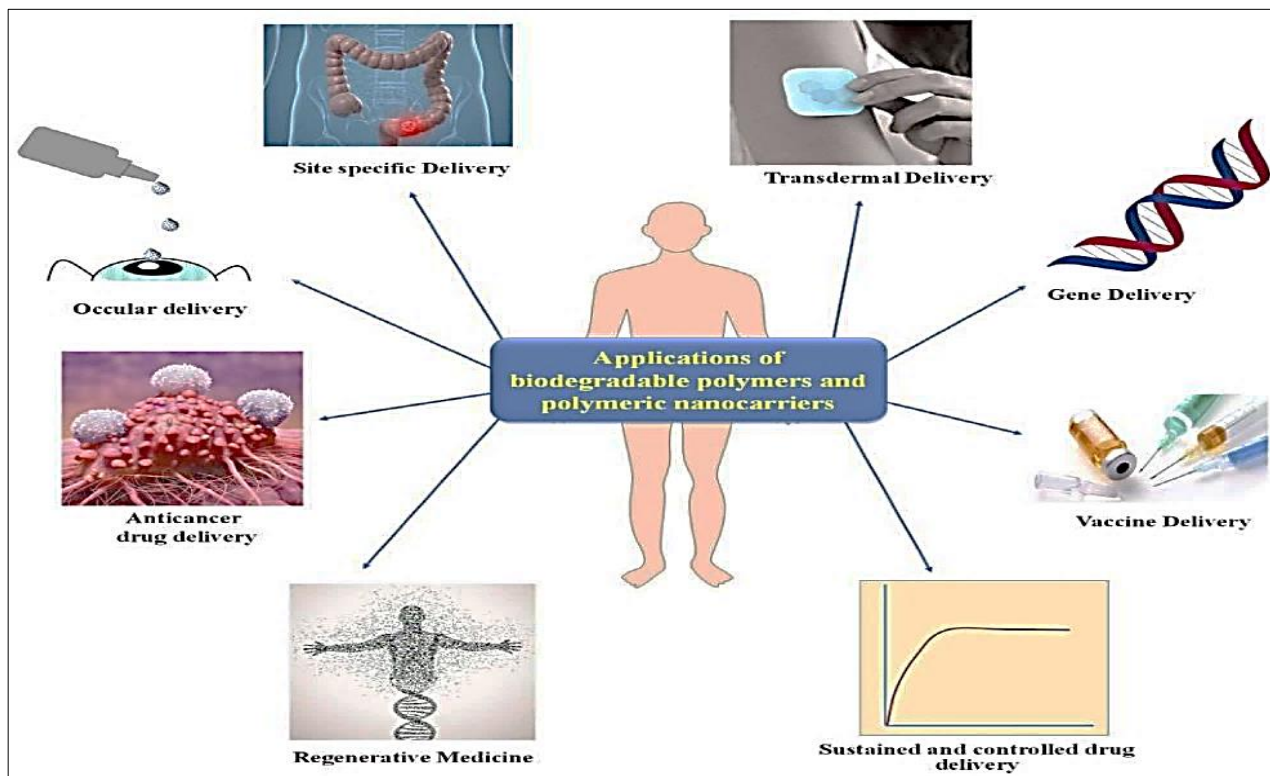 Site specific Delivery
Transdermal Delivery
Occular delivery
Gene Delivery
Applications of
biodegradable polymers and
polymeric nanocarriers
Anticancer
drug delivery
Vaccine Delivery
Regenerative Medicine
Sustained and controlled drug
delivery